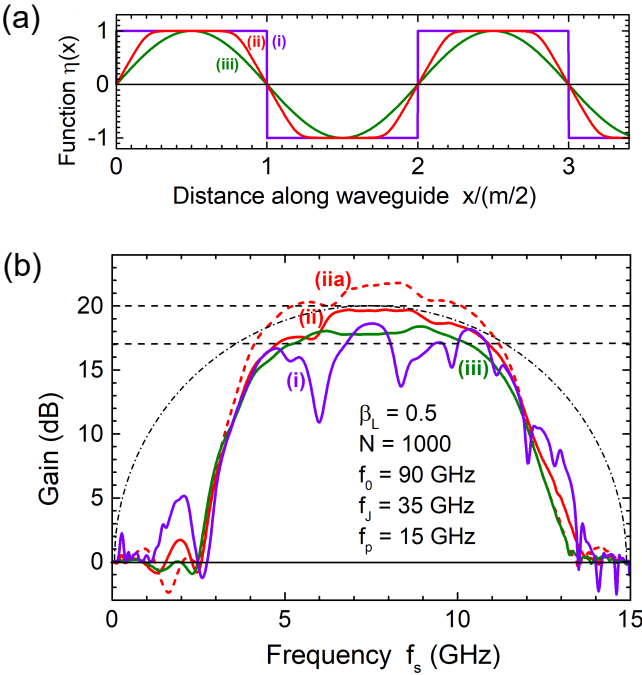 (a)
Function η(x)
1
0
-1
(ii)
(i)
(iii)
0
1
2
3
Distance along waveguide x/(m/2)
(b)
Gain (dB)
20
15
10
5
0
(iia)
(ii)
(i)
(iii)
β_L = 0.5
N = 1000
f_0 = 90 GHz
f_J = 35 GHz
f_p = 15 GHz
0
5
10
15
Frequency f_s (GHz)